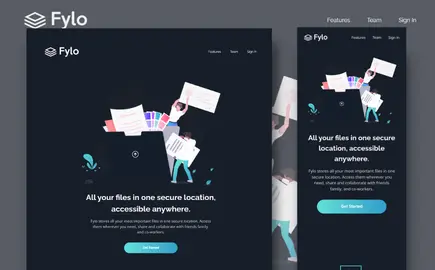 Fylo
Features Team Sign In
Fylo
Features Team Sign In
All your files in one secure location,
accessible anywhere.
Fylo stores all your most important files in one secure location. Access
them wherever you need, share and collaborate with friends family
and co-workers.
Get Started
Fylo
Features Team Sign In
All your files in one secure
location, accessible
anywhere.
Fylo stores all your most important files in one
secure location. Access them wherever you
need, share and collaborate with friends
family, and co-workers.
Get Started